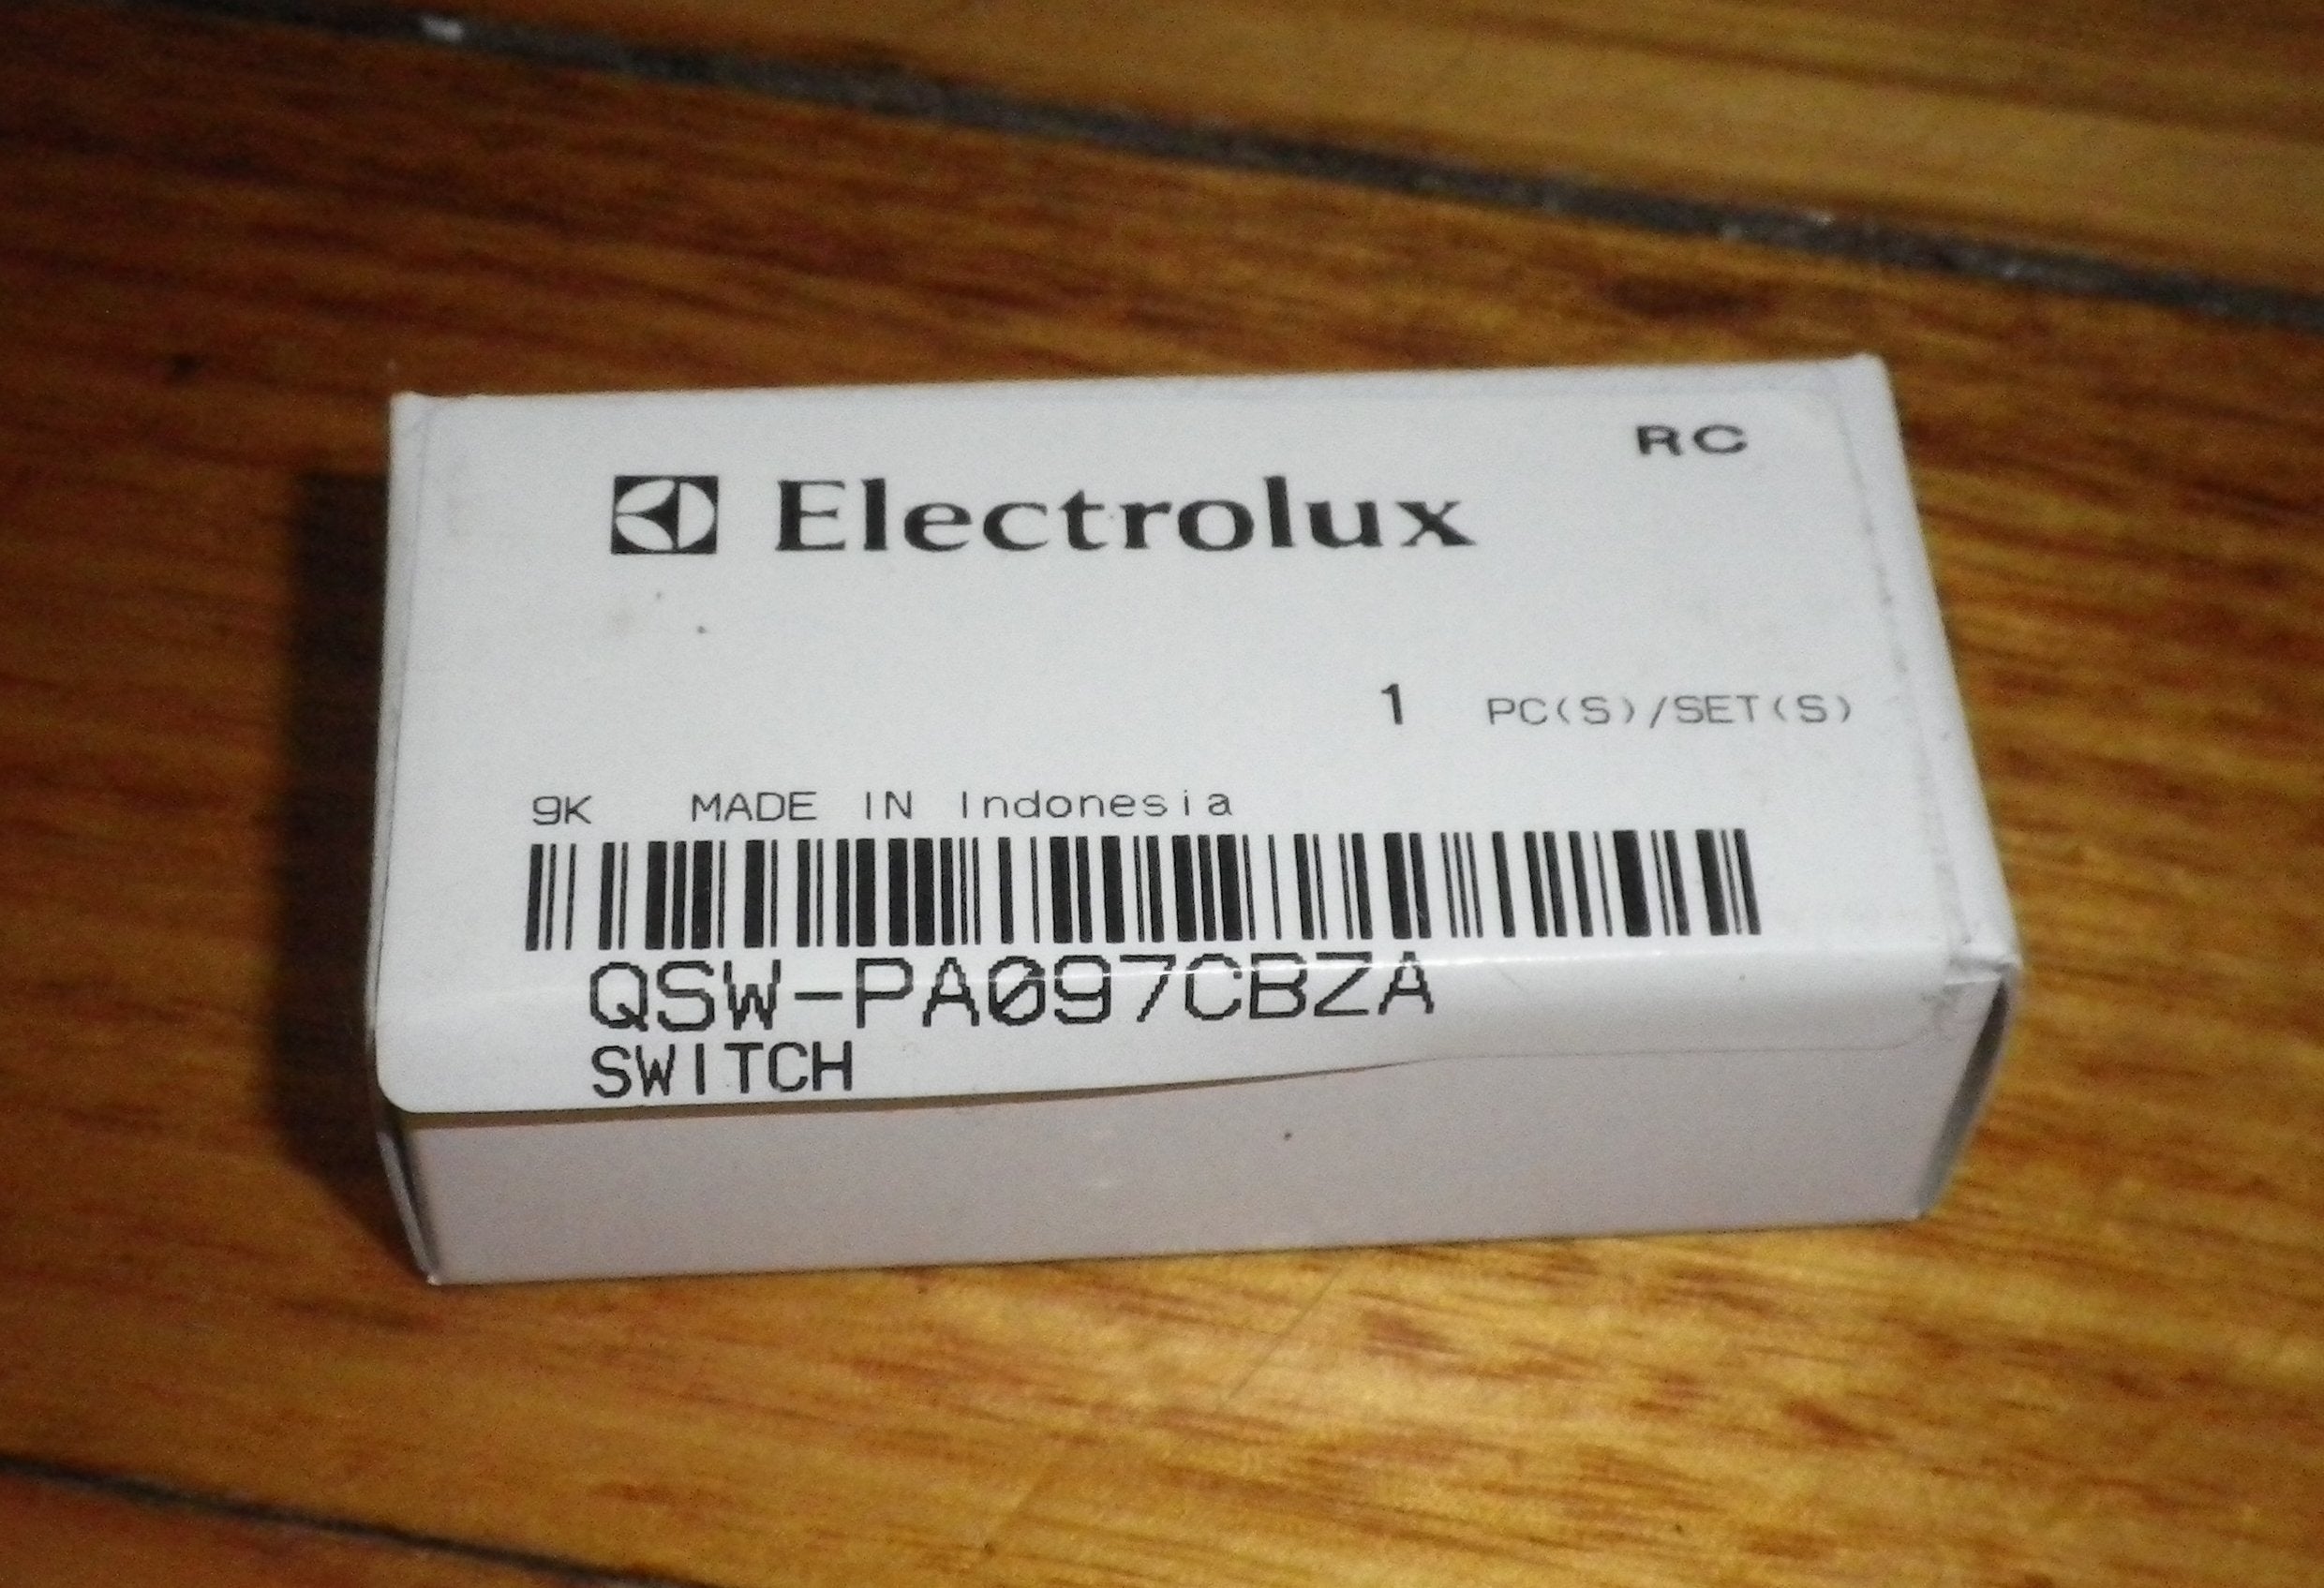 RC
Electrolux
1 PC(S)/SET(S)
9K MADE IN Indonesia
QSW-PA097CBZA
SWITCH